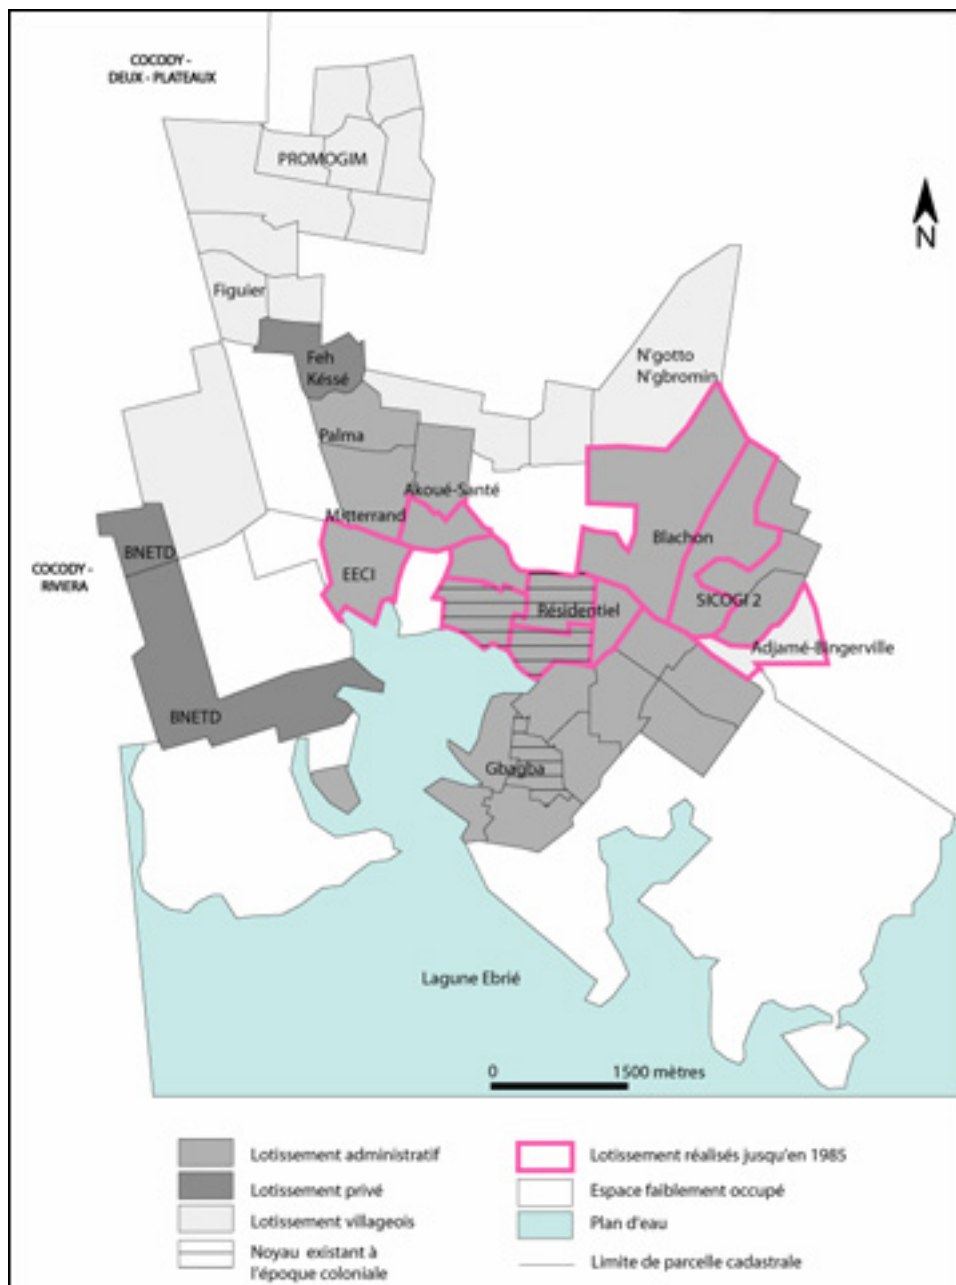 COCODY -
DEUX - PLATEAUX
PROMOGIM
N
Figuier
Feh
Késsé
N'gotto
N'gbromin
Palma
Akoué-Santé
Mitterrand
Blachon
BNETD
COCODY -
RIVIERA
EECI
SICOGI 2
Résidentiel
Adjamé-Bingerville
BNETD
Gbagba
Lagune Ebrié
0 1500 mètres
Lotissement administratif
Lotissement privé
Lotissement villageois
Noyau existant à
l'époque coloniale
Lotissement réalisés jusqu'en 1985
Espace faiblement occupé
Plan d'eau
Limite de parcelle cadastrale